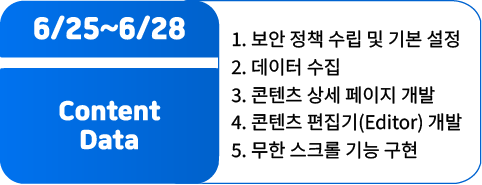 6/25~6/28
Content
Data
1. 보안 정책 수립 및 기본 설정
2. 데이터 수집
3. 콘텐츠 상세 페이지 개발
4. 콘텐츠 편집기(Editor) 개발
5. 무한 스크롤 기능 구현